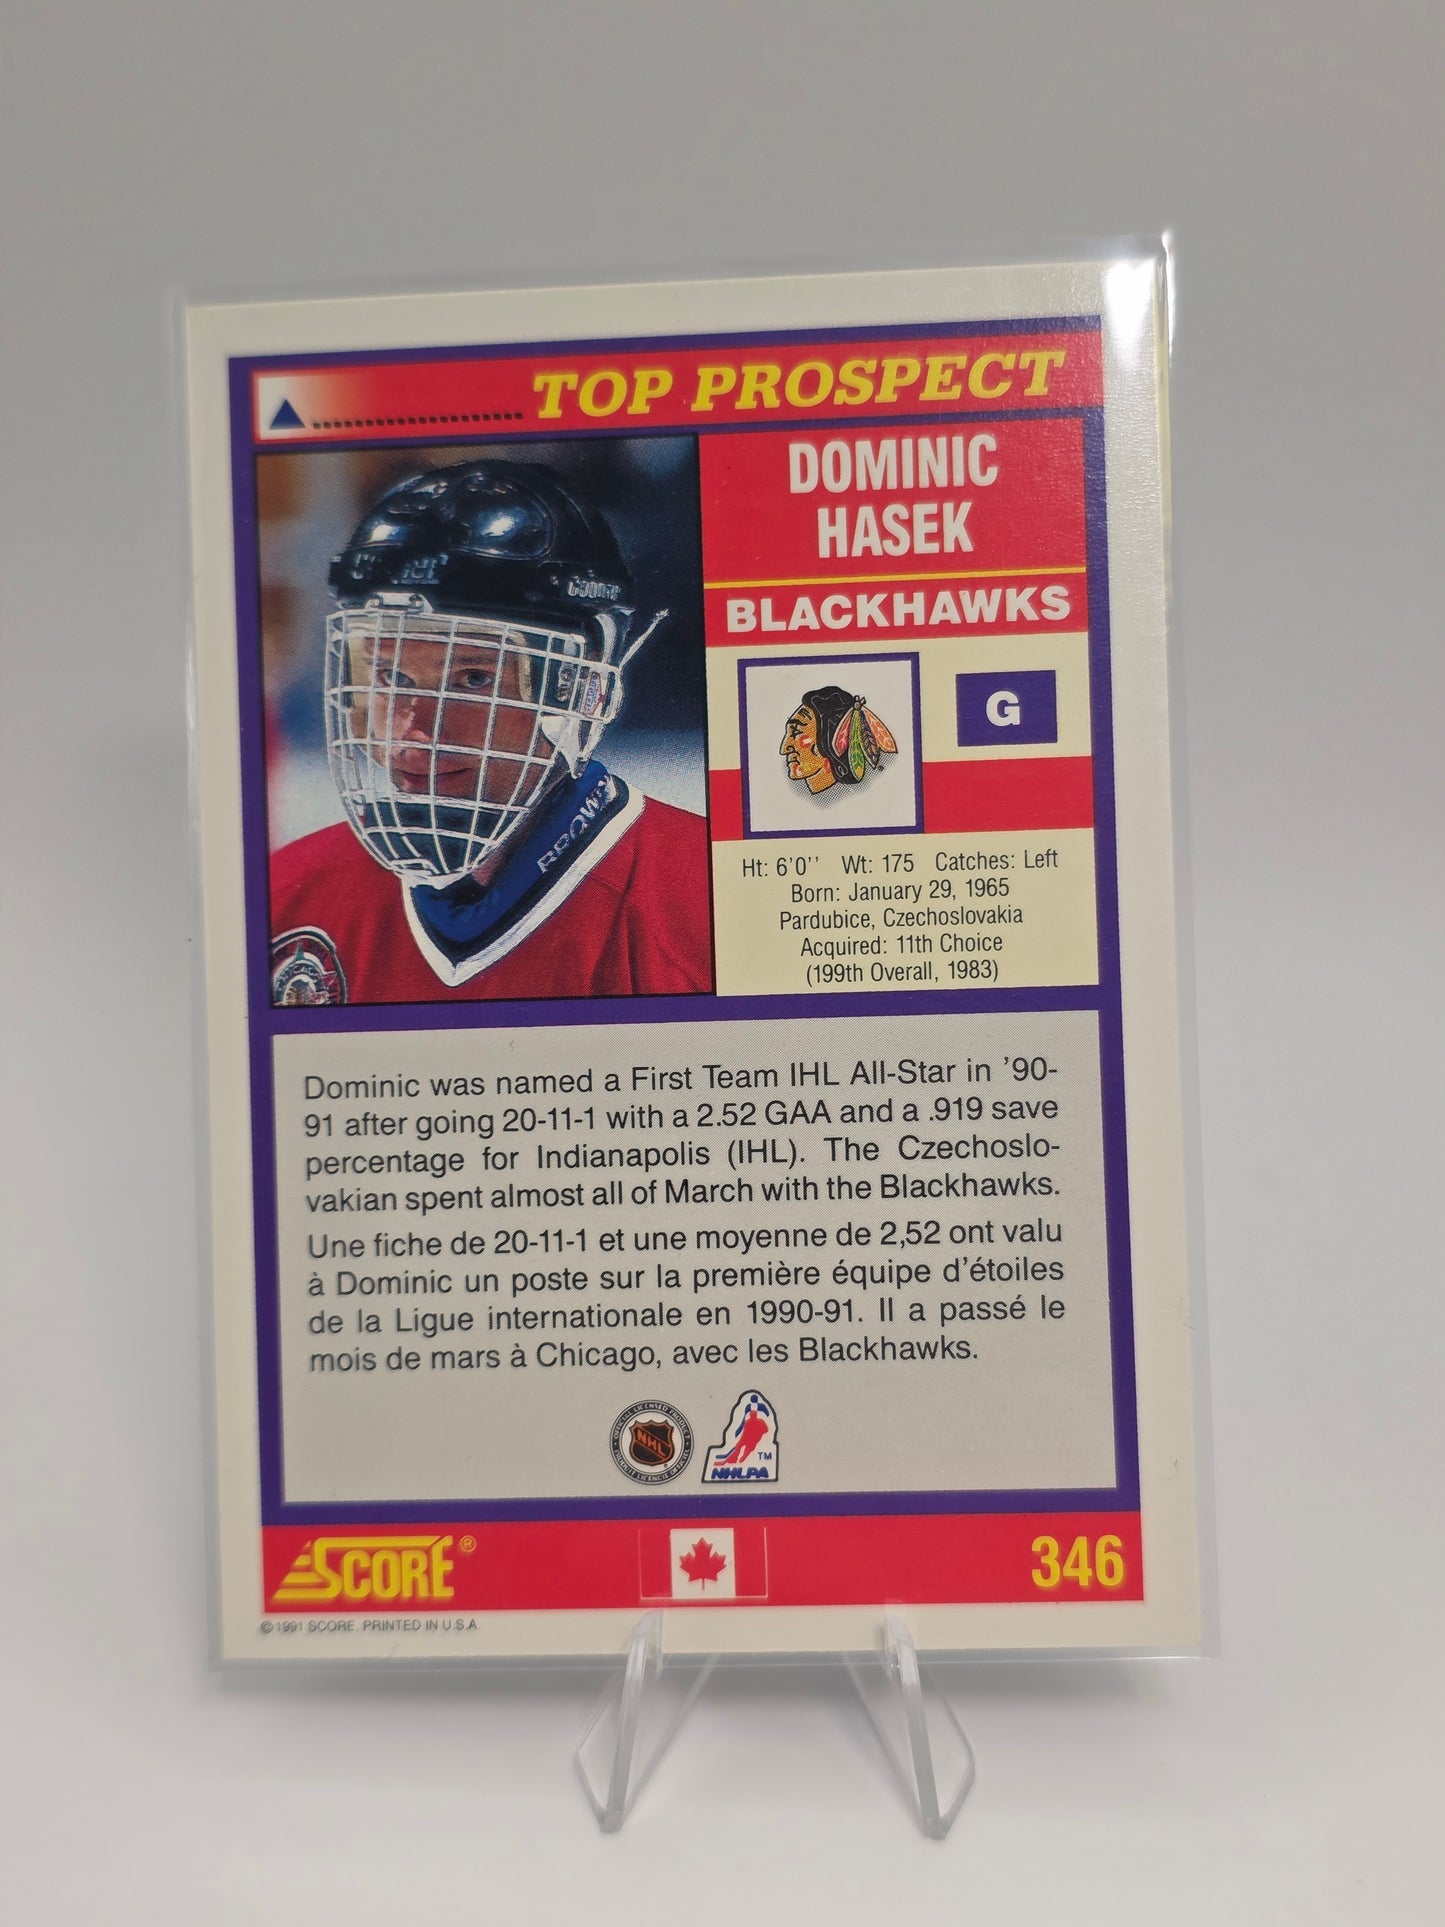 TOP PROSPECT
DOMINIC
HASEK
BLACKHAWKS
G
Ht: 6'0'' Wt: 175 Catches: Left
Born: January 29, 1965
Pardubice, Czechoslovakia
Acquired: 11th Choice
(199th Overall, 1983)
COOPER
BROWN
Dominic was named a First Team IHL All-Star in '90-
91 after going 20-11-1 with a 2.52 GAA and a .919 save
percentage for Indianapolis (IHL). The Czechoslo-
vakian spent almost all of March with the Blackhawks.
Une fiche de 20-11-1 et une moyenne de 2,52 ont valu
à Dominic un poste sur la première équipe d'étoiles
de la Ligue internationale en 1990-91. Il a passé le
mois de mars à Chicago, avec les Blackhawks.
NHL
NHLPA TM
SCORE®
346
© 1991 SCORE, PRINTED IN U.S.A.